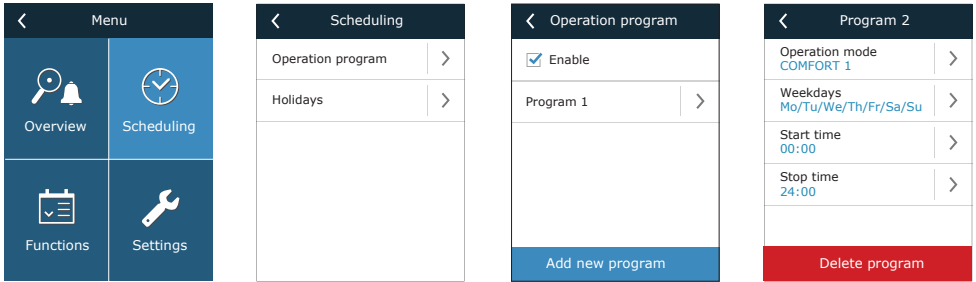 Menu
Overview
Scheduling
Functions
Settings
Scheduling
Operation program
Holidays
Operation program
Enable
Program 1
Add new program
Program 2
Operation mode
COMFORT 1
Weekdays
Mo/Tu/We/Th/Fr/Sa/Su
Start time
00:00
Stop time
24:00
Delete program